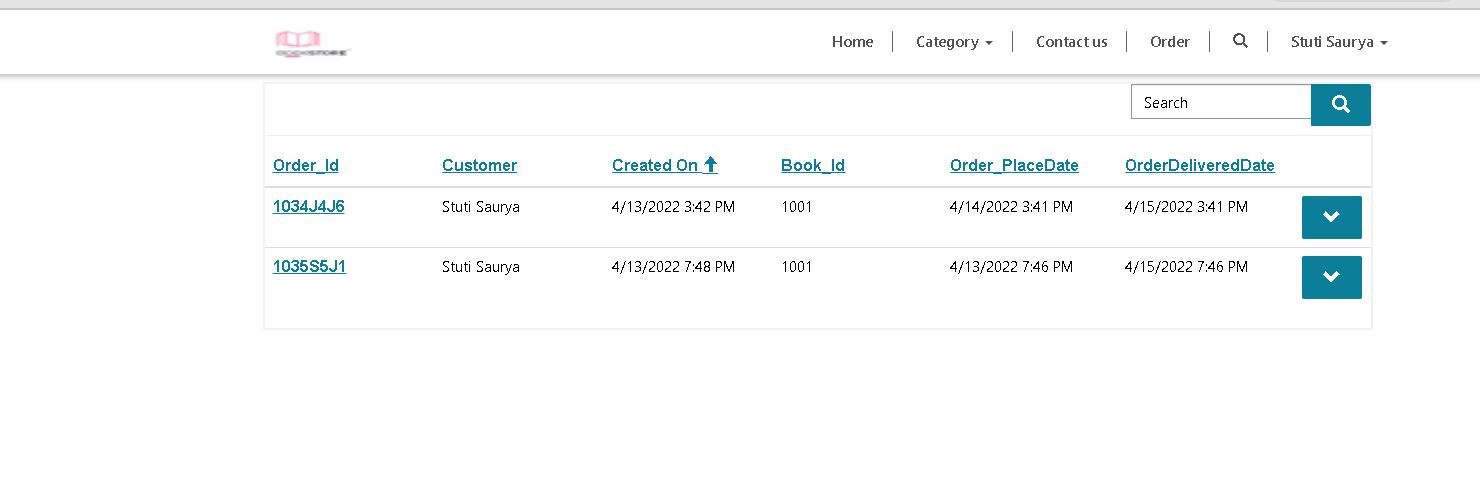 BOOKSTORE
Home Category Contact us Order Stuti Saurya
Search
Order_Id Customer Created On Book_Id Order_PlaceDate OrderDeliveredDate
1034J4J6 Stuti Saurya 4/13/2022 3:42 PM 1001 4/14/2022 3:41 PM 4/15/2022 3:41 PM
1035S5J1 Stuti Saurya 4/13/2022 7:48 PM 1001 4/13/2022 7:46 PM 4/15/2022 7:46 PM